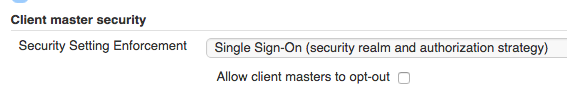 Client master security
Security Setting Enforcement
Single Sign-On (security realm and authorization strategy)
Allow client masters to opt-out